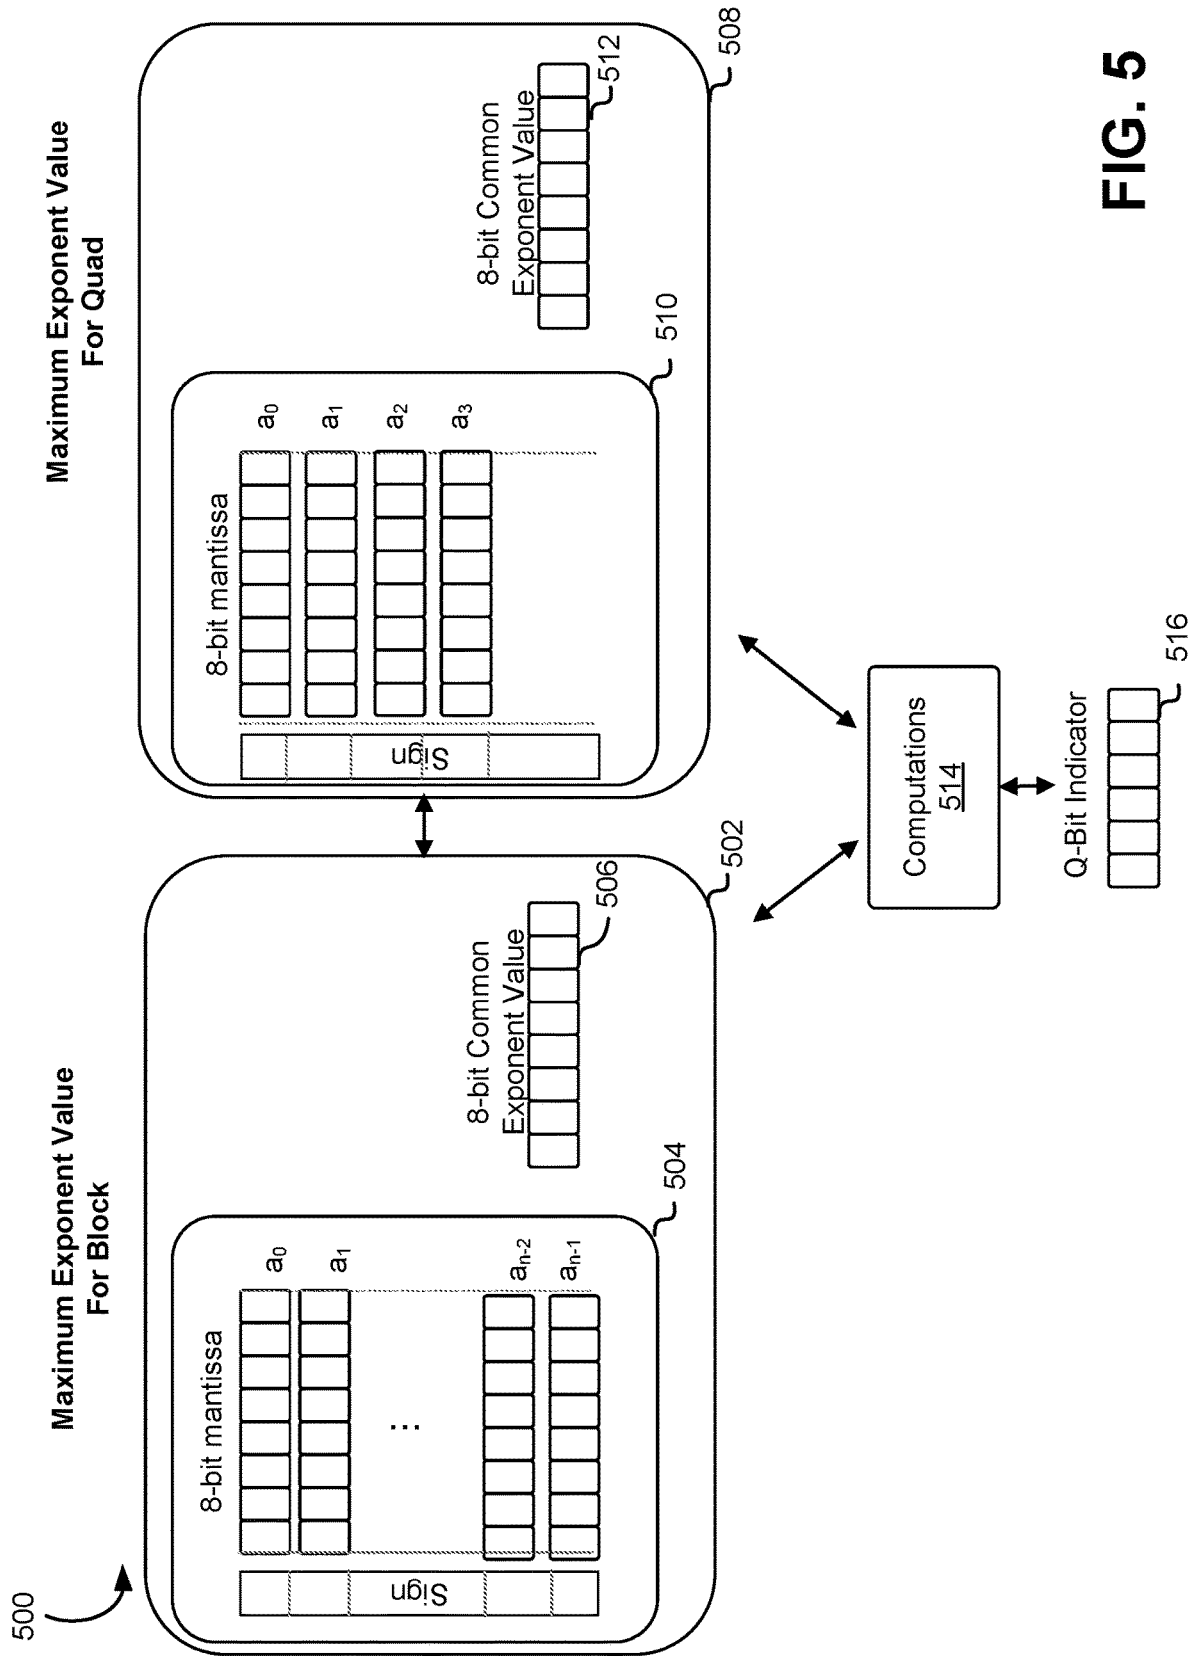 500
Maximum Exponent Value
For Block
8-bit mantissa
a0
a1
...
an-2
an-1
Sign
504
8-bit Common
Exponent Value
506
502
Maximum Exponent Value
For Quad
8-bit mantissa
a0
a1
a2
a3
Sign
510
8-bit Common
Exponent Value
512
508
Computations
514
Q-Bit Indicator
516
FIG. 5